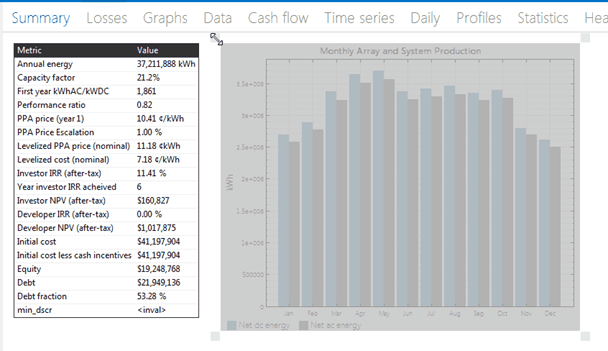 Summary Losses Graphs Data Cash flow Time series Daily Profiles Statistics Hea
Metric Value
Annual energy 37,211,888 kWh
Capacity factor 21.2%
First year kWhAC/kWDC 1,861
Performance ratio 0.82
PPA price (year 1) 10.41 ¢/kWh
PPA Price Escalation 1.00 %
Levelized PPA price (nominal) 11.18 ¢kWh
Levelized cost (nominal) 7.18 ¢/kWh
Investor IRR (after-tax) 11.41 %
Year investor IRR acheived 6
Investor NPV (after-tax) $160,827
Developer IRR (after-tax) 0.00 %
Developer NPV (after-tax) $1,017,875
Initial cost $41,197,904
Initial cost less cash incentives $41,197,904
Equity $19,248,768
Debt $21,949,136
Debt fraction 53.28 %
min_dscr <inval>
Monthly Array and System Production
kWh
3.5e+006
3e+006
2.5e+006
2e+006
1.5e+006
1e+006
500000
0
Jan Feb Mar Apr May Jun Jul Aug Sep Oct Nov Dec
Net dc energy Net ac energy